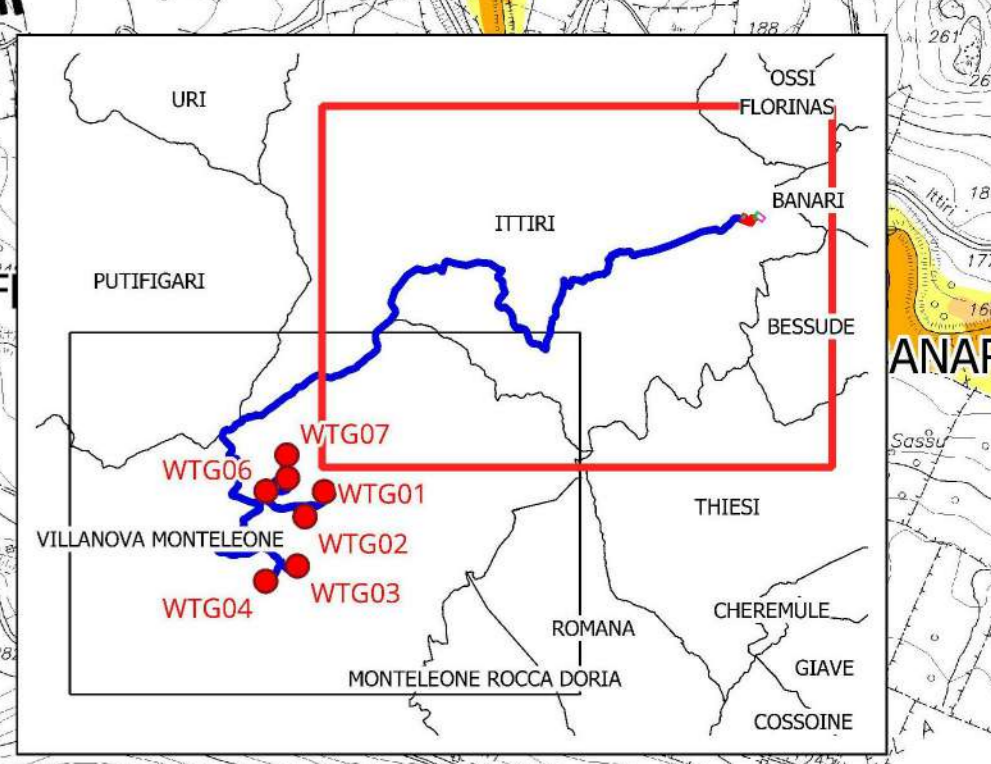 188
261
OSSI
URI
FLORINAS
Ittiri
BANARI
ITTIRI
PUTIFIGARI
BESSUDE
ANAR
WTG07
Sassu
WTG06
WTG01
THIESI
VILLANOVA MONTELEONE
WTG02
WTG03
WTG04
CHEREMULE
ROMANA
GIAVE
MONTELEONE ROCCA DORIA
COSSOINE
A